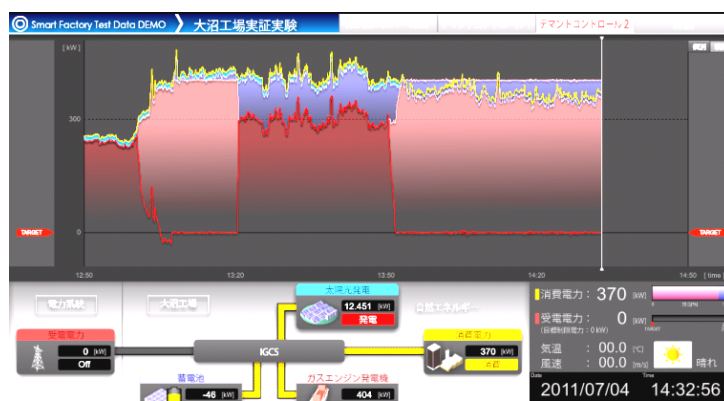 Smart Factory Test Data DEMO
大沼工場実証実験
デマンドコントロール2
[kW]
300
0
TARGET
TARGET
12:50
13:20
13:50
14:20
14:50 [time]
電力系統
大沼工場
太陽光発電
12.451 [kW]
発電
自然エネルギー
受電電力
0 [kW]
Off
IGCS
消費電力
370 [kW]
消費
蓄電池
-46 [kW]
ガスエンジン発電機
404 [kW]
消費電力: 370 [kW]
受電電力: 0 [kW]
(目標制御電力:0 kW)
気温 : 00.0 [℃]
風速 : 00.0 [m/s]
晴れ
Date
Time
2011/07/04 14:32:56